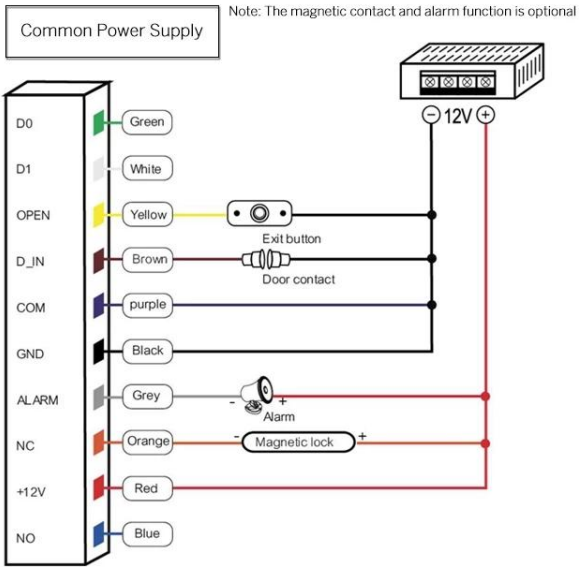 Note: The magnetic contact and alarm function is optional
Common Power Supply
− 12V +
D0 Green
D1 White
OPEN Yellow
Exit button
D_IN Brown
Door contact
COM purple
GND Black
ALARM Grey - +
Alarm
NC Orange - Magnetic lock +
+12V Red
NO Blue